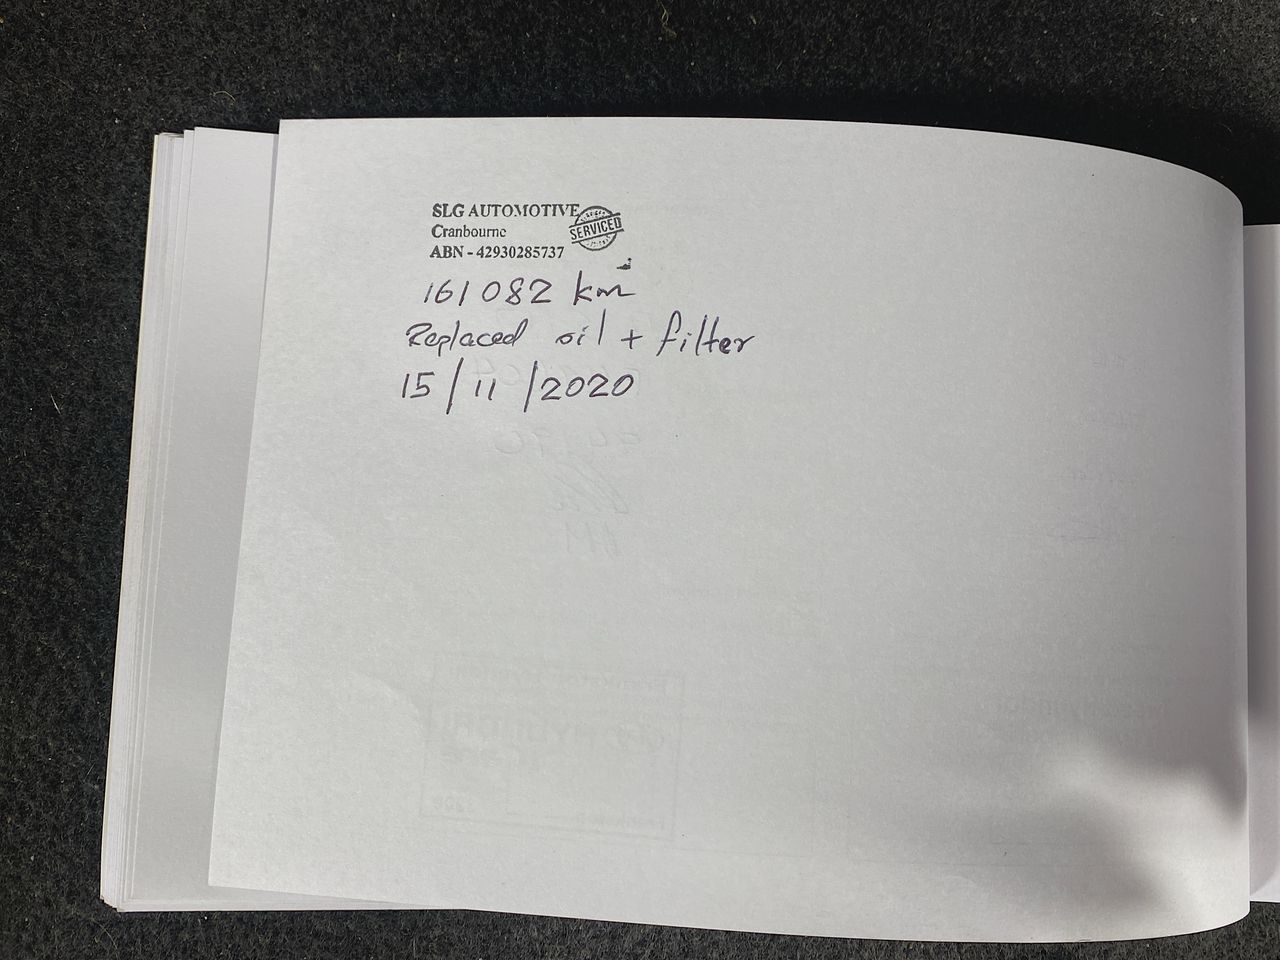 SLG AUTOMOTIVE
Cranbourne
ABN - 42930285737
SERVICED
161082 km
Replaced oil + filter
15/11/2020